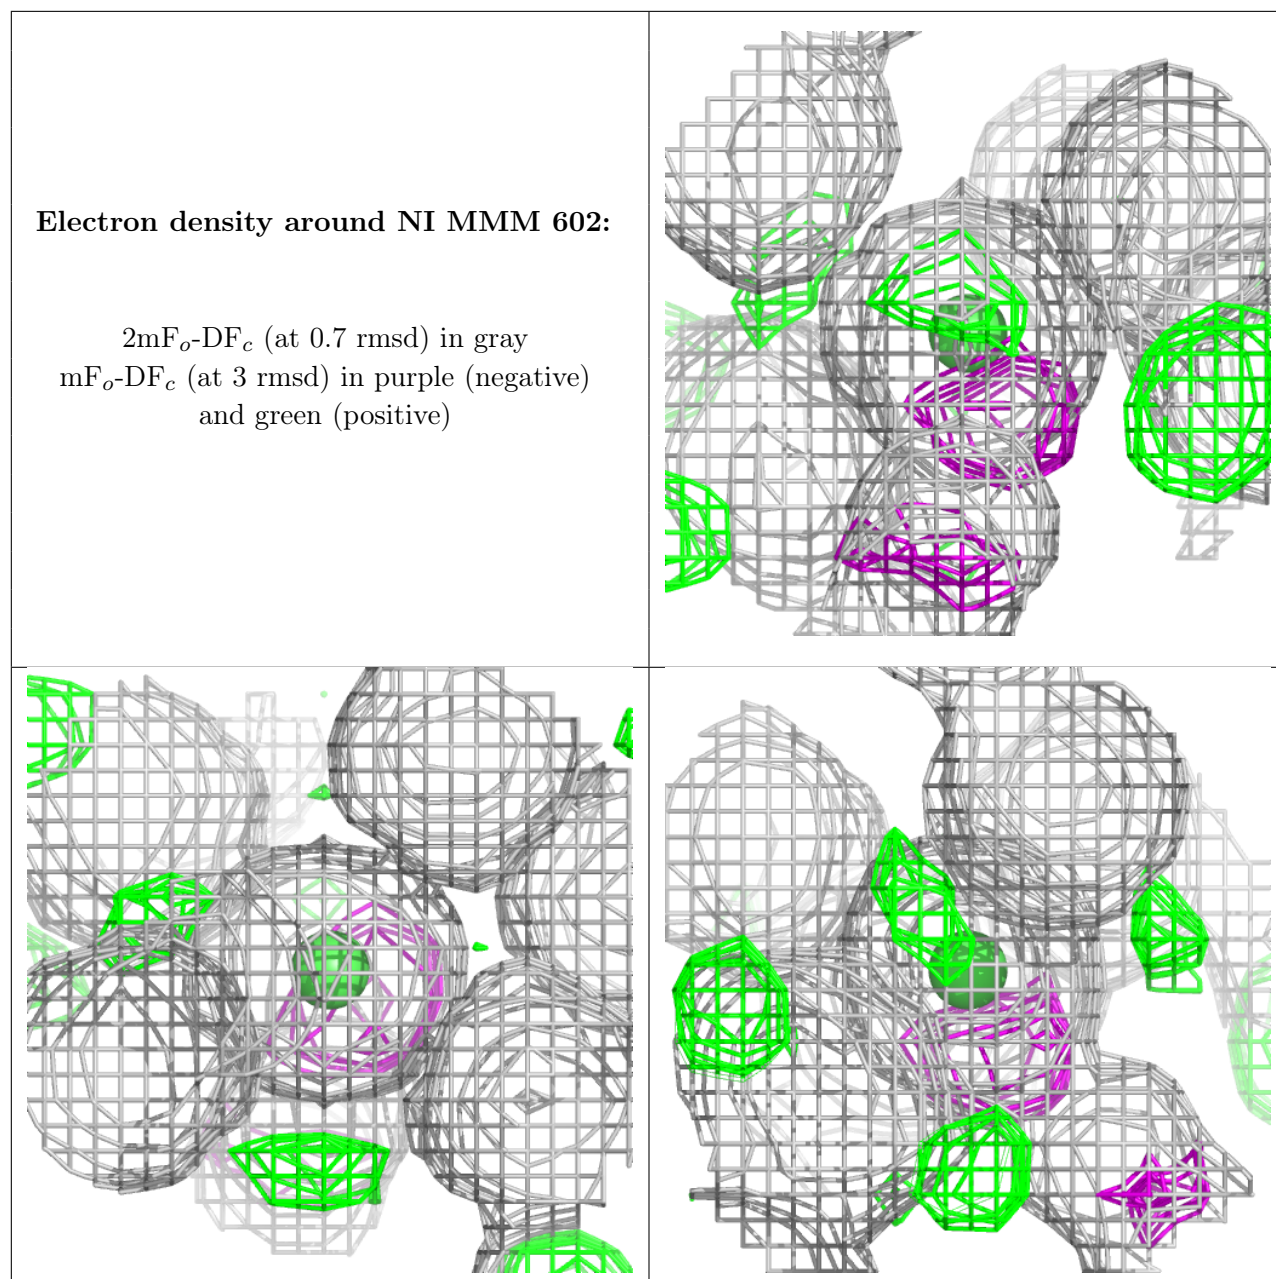 Electron density around NI MMM 602:
2mFo-DFc (at 0.7 rmsd) in gray
mFo-DFc (at 3 rmsd) in purple (negative)
and green (positive)